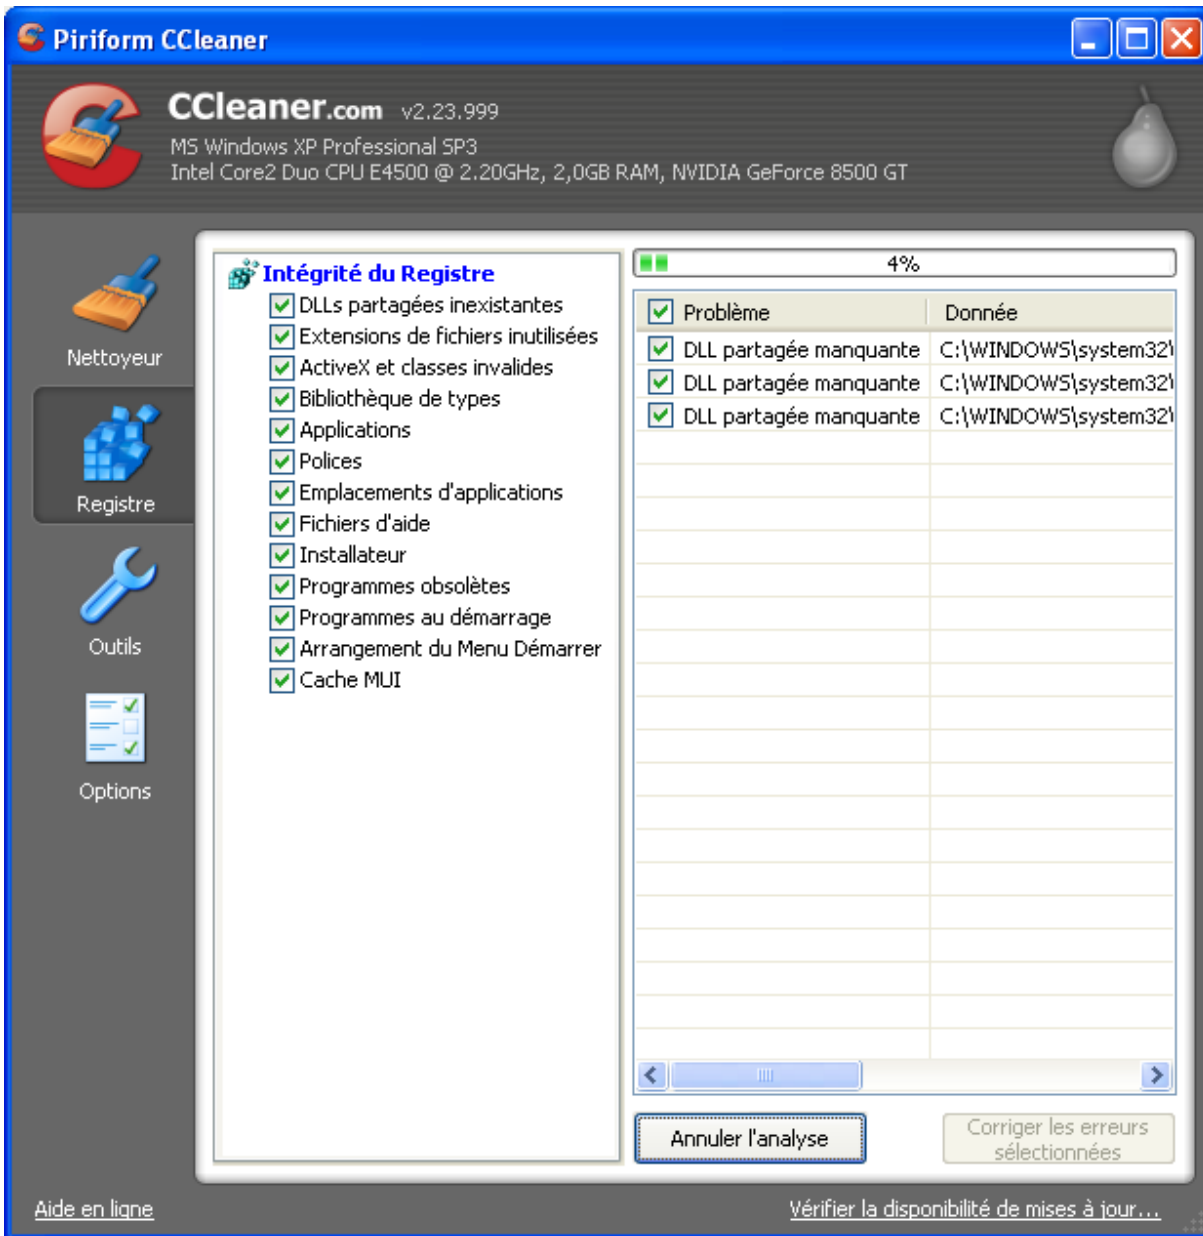 Piriform CCleaner
CCleaner.com v2.23.999
MS Windows XP Professional SP3
Intel Core2 Duo CPU E4500 @ 2.20GHz, 2,0GB RAM, NVIDIA GeForce 8500 GT
Nettoyeur
Registre
Outils
Options
Intégrité du Registre
DLLs partagées inexistantes
Extensions de fichiers inutilisées
ActiveX et classes invalides
Bibliothèque de types
Applications
Polices
Emplacements d'applications
Fichiers d'aide
Installateur
Programmes obsolètes
Programmes au démarrage
Arrangement du Menu Démarrer
Cache MUI
4%
Problème Donnée
DLL partagée manquante C:\WINDOWS\system32\
DLL partagée manquante C:\WINDOWS\system32\
DLL partagée manquante C:\WINDOWS\system32\
Annuler l'analyse
Corriger les erreurs
sélectionnées
Aide en ligne
Vérifier la disponibilité de mises à jour...